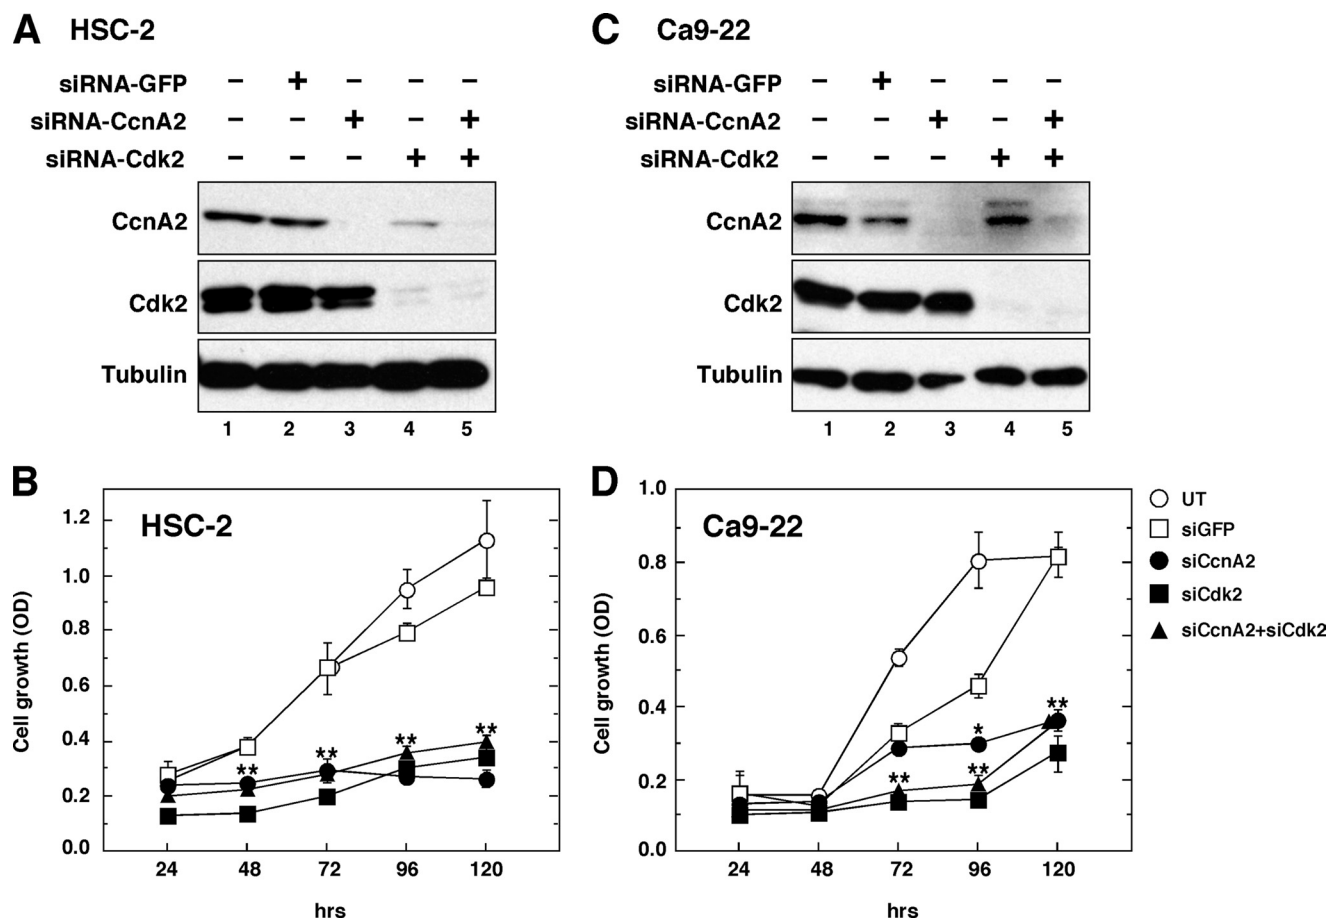 A HSC-2
siRNA-GFP – + – – –
siRNA-CcnA2 – – + – +
siRNA-Cdk2 – – – + +
CcnA2
Cdk2
Tubulin
1 2 3 4 5
C Ca9-22
siRNA-GFP – + – – –
siRNA-CcnA2 – – + – +
siRNA-Cdk2 – – – + +
CcnA2
Cdk2
Tubulin
1 2 3 4 5
B
HSC-2
Cell growth (OD)
1.2
1.0
0.8
0.6
0.4
0.2
0.0
** ** ** **
24 48 72 96 120
hrs
D
Ca9-22
Cell growth (OD)
1.0
0.8
0.6
0.4
0.2
0.0
**
*
** **
24 48 72 96 120
hrs
UT
siGFP
siCcnA2
siCdk2
siCcnA2+siCdk2